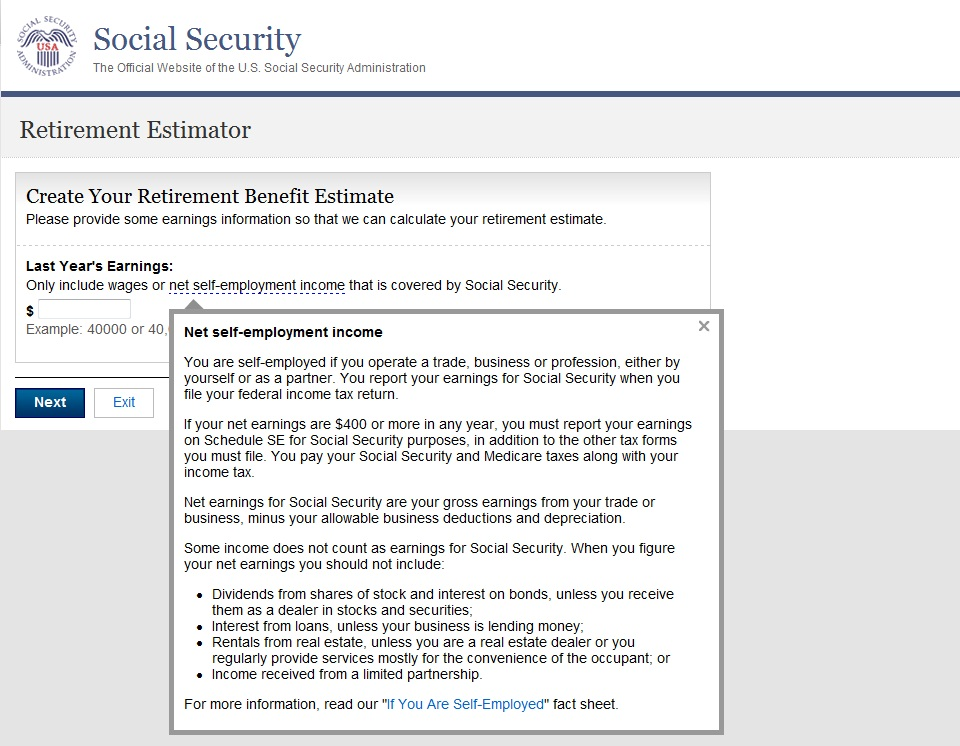 SOCIAL SECURITY ADMINISTRATION
USA
Social Security
The Official Website of the U.S. Social Security Administration
Retirement Estimator
Create Your Retirement Benefit Estimate
Please provide some earnings information so that we can calculate your retirement estimate.
Last Year's Earnings:
Only include wages or net self-employment income that is covered by Social Security.
$
Example: 40000 or 40,
Next
Exit
Net self-employment income
You are self-employed if you operate a trade, business or profession, either by
yourself or as a partner. You report your earnings for Social Security when you
file your federal income tax return.
If your net earnings are $400 or more in any year, you must report your earnings
on Schedule SE for Social Security purposes, in addition to the other tax forms
you must file. You pay your Social Security and Medicare taxes along with your
income tax.
Net earnings for Social Security are your gross earnings from your trade or
business, minus your allowable business deductions and depreciation.
Some income does not count as earnings for Social Security. When you figure
your net earnings you should not include:
• Dividends from shares of stock and interest on bonds, unless you receive
them as a dealer in stocks and securities;
• Interest from loans, unless your business is lending money;
• Rentals from real estate, unless you are a real estate dealer or you
regularly provide services mostly for the convenience of the occupant; or
• Income received from a limited partnership.
For more information, read our "If You Are Self-Employed" fact sheet.